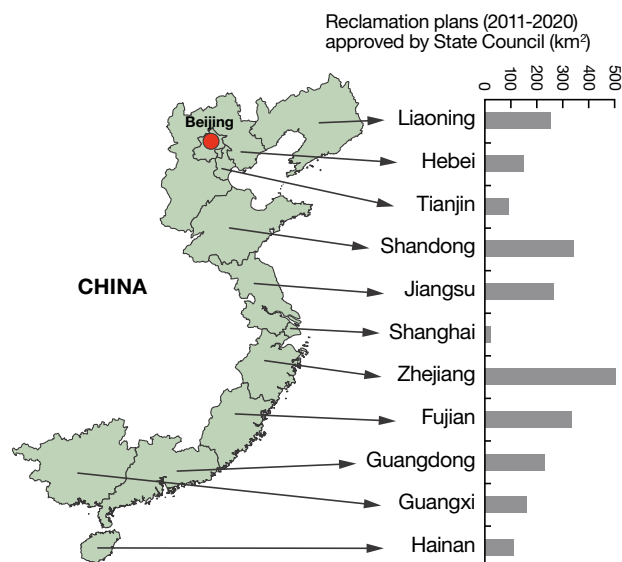 Reclamation plans (2011-2020)
approved by State Council (km²)
0 100 200 300 400 500
Beijing
CHINA
Liaoning
Hebei
Tianjin
Shandong
Jiangsu
Shanghai
Zhejiang
Fujian
Guangdong
Guangxi
Hainan